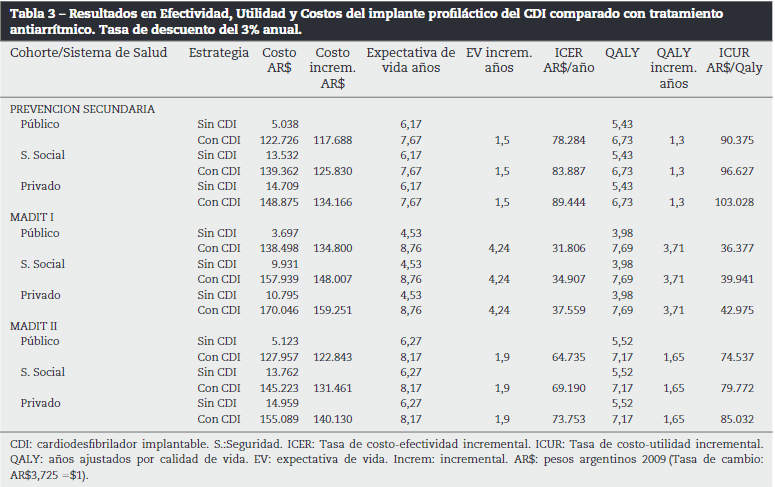 Tabla 3 – Resultados en Efectividad, Utilidad y Costos del implante profiláctico del CDI comparado con tratamiento
antiarrítmico. Tasa de descuento del 3% anual.
Cohorte/Sistema de Salud Estrategia Costo AR$ Costo increm. AR$ Expectativa de vida años EV increm. años ICER AR$/año QALY QALY increm. años ICUR AR$/Qaly
PREVENCION SECUNDARIA
Público Sin CDI 5.038 6,17 5,43
Con CDI 122.726 117.688 7,67 1,5 78.284 6,73 1,3 90.375
S. Social Sin CDI 13.532 6,17 5,43
Con CDI 139.362 125.830 7,67 1,5 83.887 6,73 1,3 96.627
Privado Sin CDI 14.709 6,17 5,43
Con CDI 148.875 134.166 7,67 1,5 89.444 6,73 1,3 103.028
MADIT I
Público Sin CDI 3.697 4,53 3,98
Con CDI 138.498 134.800 8,76 4,24 31.806 7,69 3,71 36.377
S. Social Sin CDI 9.931 4,53 3,98
Con CDI 157.939 148.007 8,76 4,24 34.907 7,69 3,71 39.941
Privado Sin CDI 10.795 4,53 3,98
Con CDI 170.046 159.251 8,76 4,24 37.559 7,69 3,71 42.975
MADIT II
Público Sin CDI 5.123 6,27 5,52
Con CDI 127.957 122.843 8,17 1,9 64.735 7,17 1,65 74.537
S. Social Sin CDI 13.762 6,27 5,52
Con CDI 145.223 131.461 8,17 1,9 69.190 7,17 1,65 79.772
Privado Sin CDI 14.959 6,27 5,52
Con CDI 155.089 140.130 8,17 1,9 73.753 7,17 1,65 85.032
CDI: cardiodesfibrilador implantable. S.:Seguridad. ICER: Tasa de costo-efectividad incremental. ICUR: Tasa de costo-utilidad incremental.
QALY: años ajustados por calidad de vida. EV: expectativa de vida. Increm: incremental. AR$: pesos argentinos 2009 (Tasa de cambio:
AR$3,725 =$1).